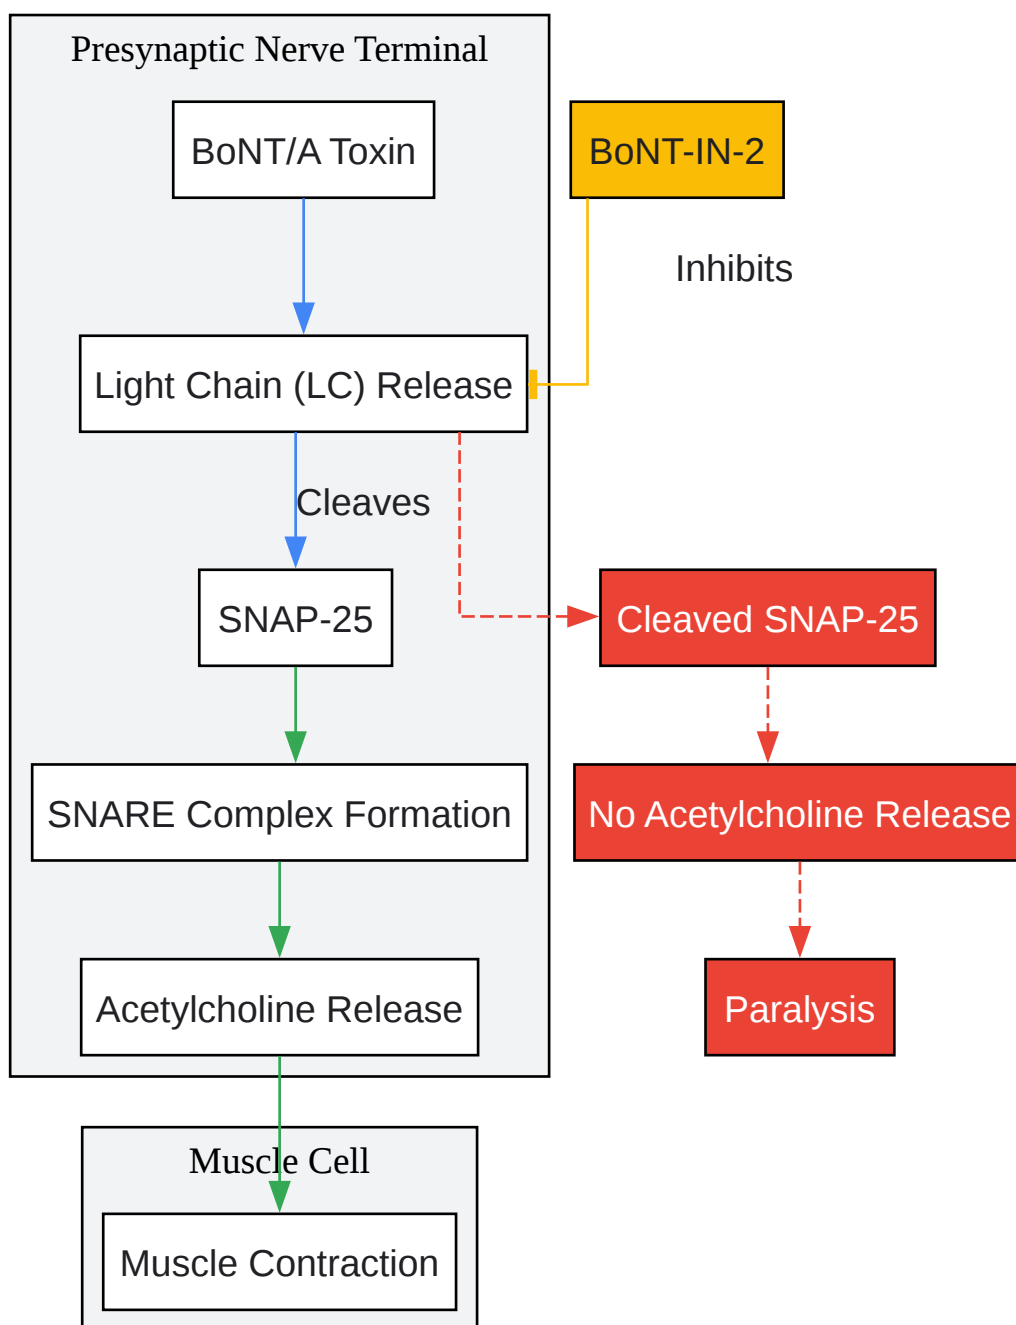 Presynaptic Nerve Terminal
BoNT/A Toxin
BoNT-IN-2
Inhibits
Light Chain (LC) Release
Cleaves
SNAP-25
Cleaved SNAP-25
SNARE Complex Formation
No Acetylcholine Release
Acetylcholine Release
Paralysis
Muscle Cell
Muscle Contraction